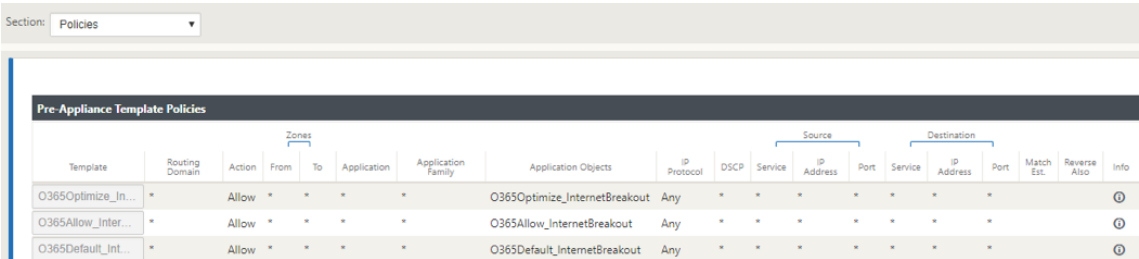 Section: Policies
Pre-Appliance Template Policies
Zones Source Destination
Template Routing Domain Action From To Application Application Family Application Objects IP Protocol DSCP Service IP Address Port Service IP Address Port Match Est. Reverse Also Info
O365Optimize_In... * Allow * * * * O365Optimize_InternetBreakout Any * * * * * * *
O365Allow_Inter... * Allow * * * * O365Allow_InternetBreakout Any * * * * * * *
O365Default_Int... * Allow * * * * O365Default_InternetBreakout Any * * * * * * *